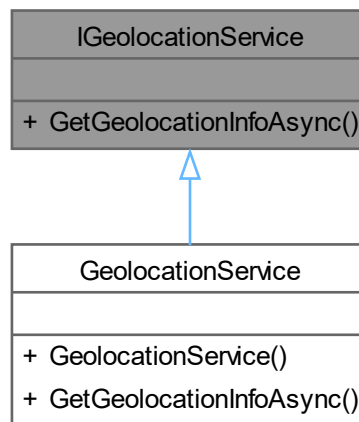 IGeolocationService
+ GetGeolocationInfoAsync()
GeolocationService
+ GeolocationService()
+ GetGeolocationInfoAsync()